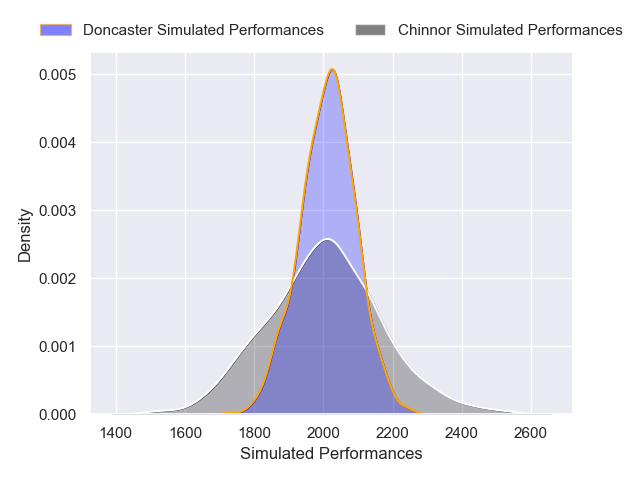 Doncaster Simulated Performances Chinnor Simulated Performances
0.005
0.004
0.003
0.002
0.001
0.000
Density
1400 1600 1800 2000 2200 2400 2600
Simulated Performances